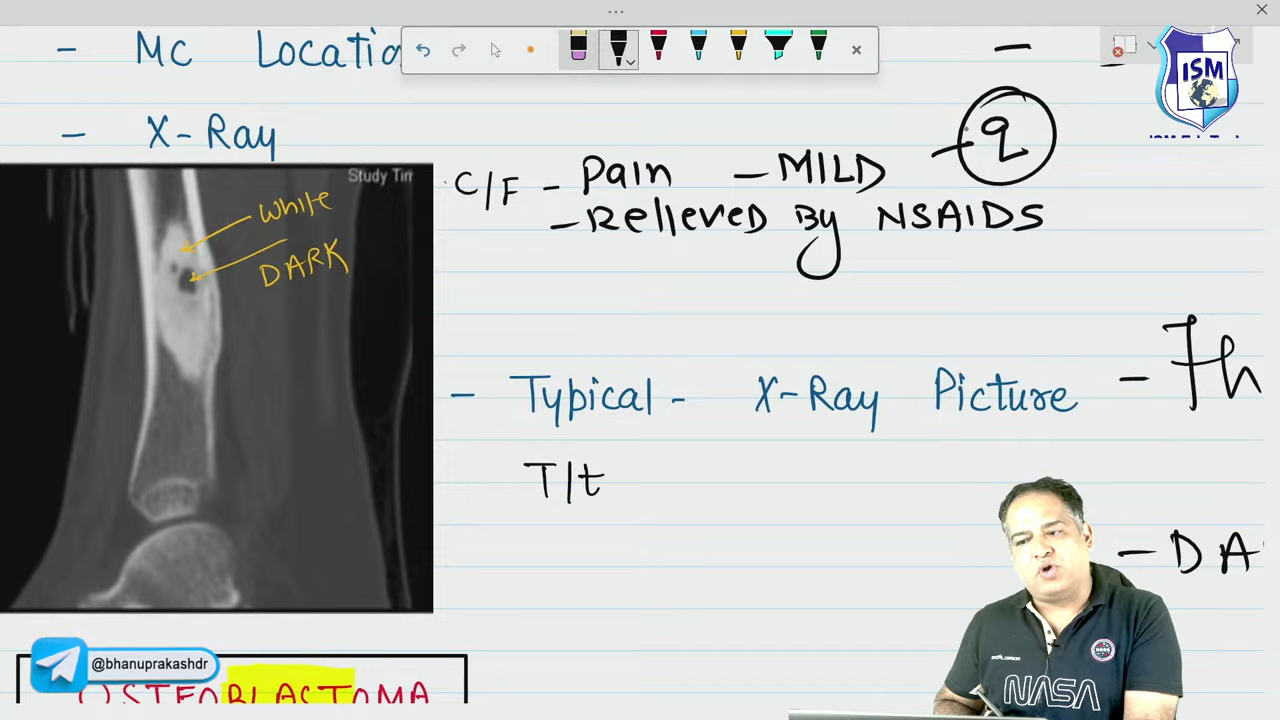 - Mc Locatio
ISM
- X-Ray
Study Tim
White
DARK
C/F - Pain - MILD - q
- Relieved By NSAIDS
- Typical - X-Ray Picture - Th
T/t
- DA
@bhanuprakashdr
OSTEOBLASTOMA
NASA